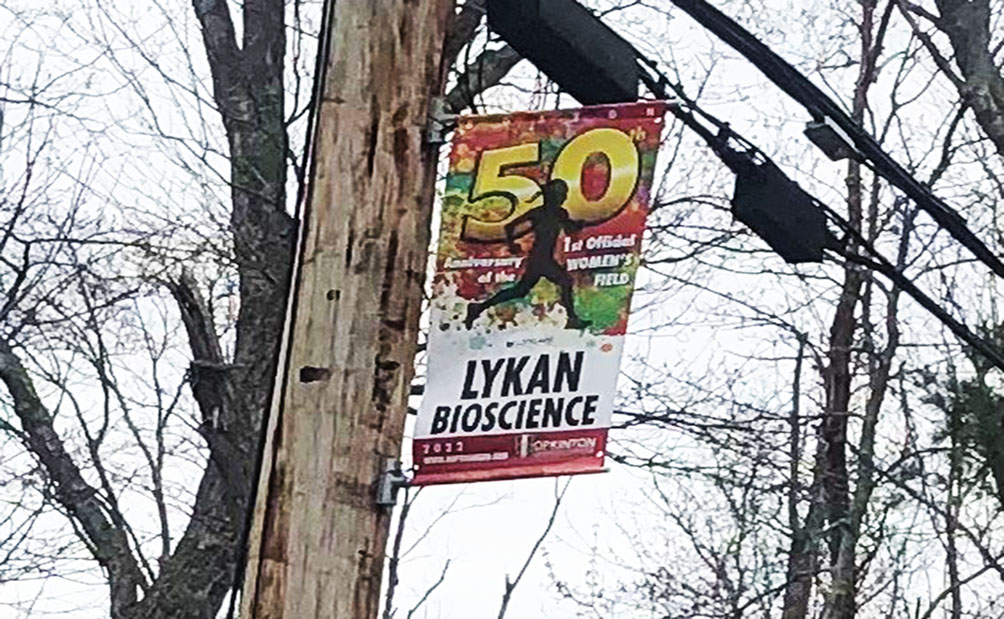 50th
Anniversary
of the
1st Official
WOMEN'S
FIELD
LYKAN
BIOSCIENCE
2022
HOPKINTON